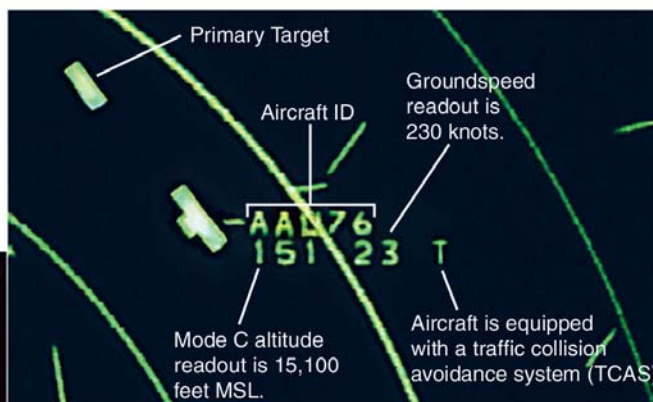 Primary Target
Groundspeed
readout is
230 knots.
Aircraft ID
AAL76
151 23 T
Mode C altitude
readout is 15,100
feet MSL.
Aircraft is equipped
with a traffic collision
avoidance system (TCAS)